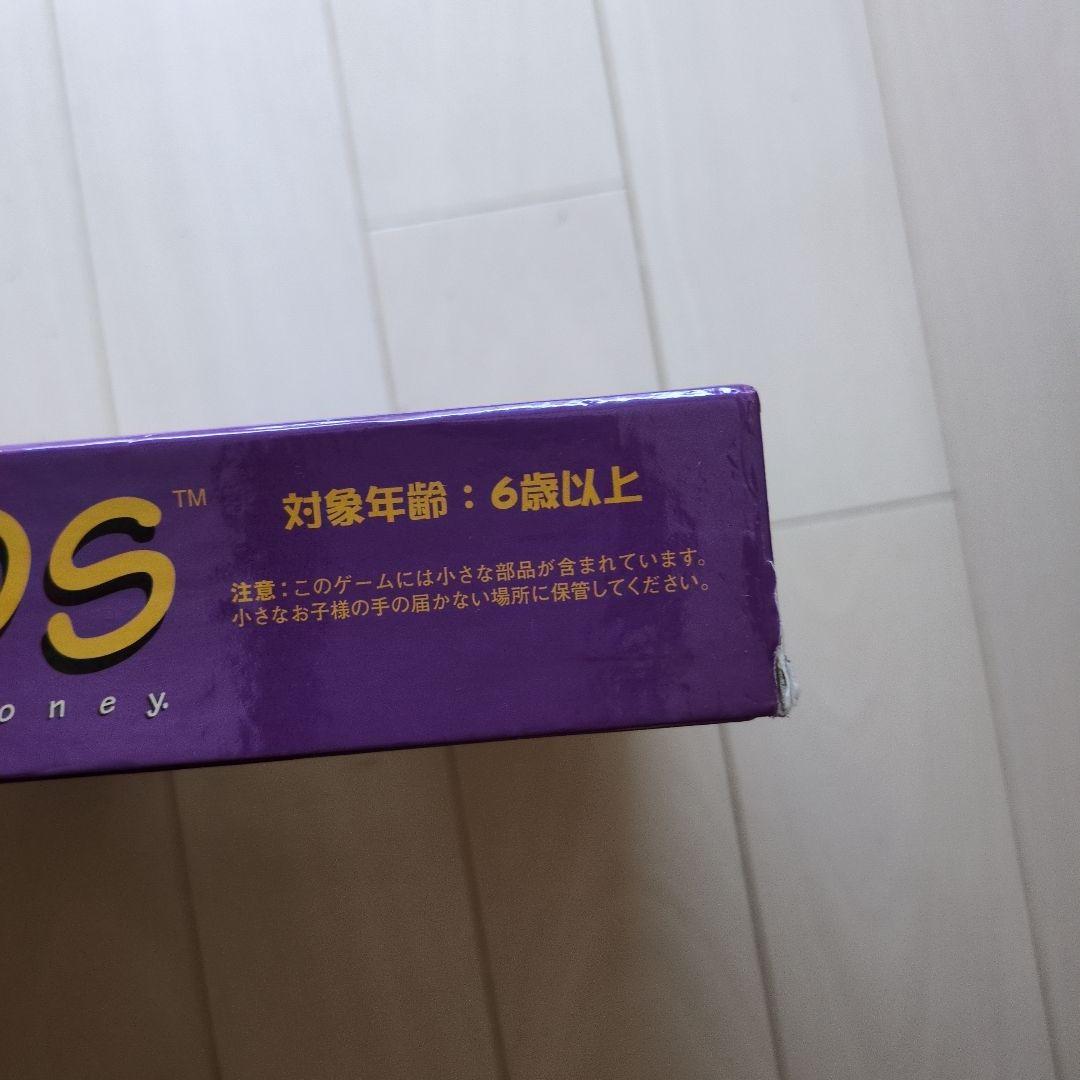 DS™
対象年齢：6歳以上
注意：このゲームには小さな部品が含まれています。
小さなお子様の手の届かない場所に保管してください。
oney.